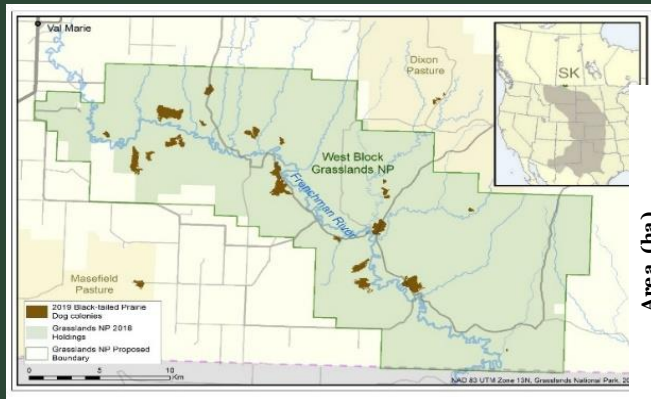 Val Marie
Dixon
Pasture
SK
West Block
Grasslands NP
Frenchman River
Masefield
Pasture
2019 Black-tailed Prairie
Dog colonies
Grasslands NP 2018
Holdings
Grasslands NP Proposed
Boundary
0 5 10
Km
NAD 83 UTM Zone 13N, Grasslands National Park, 20
Area (ha)